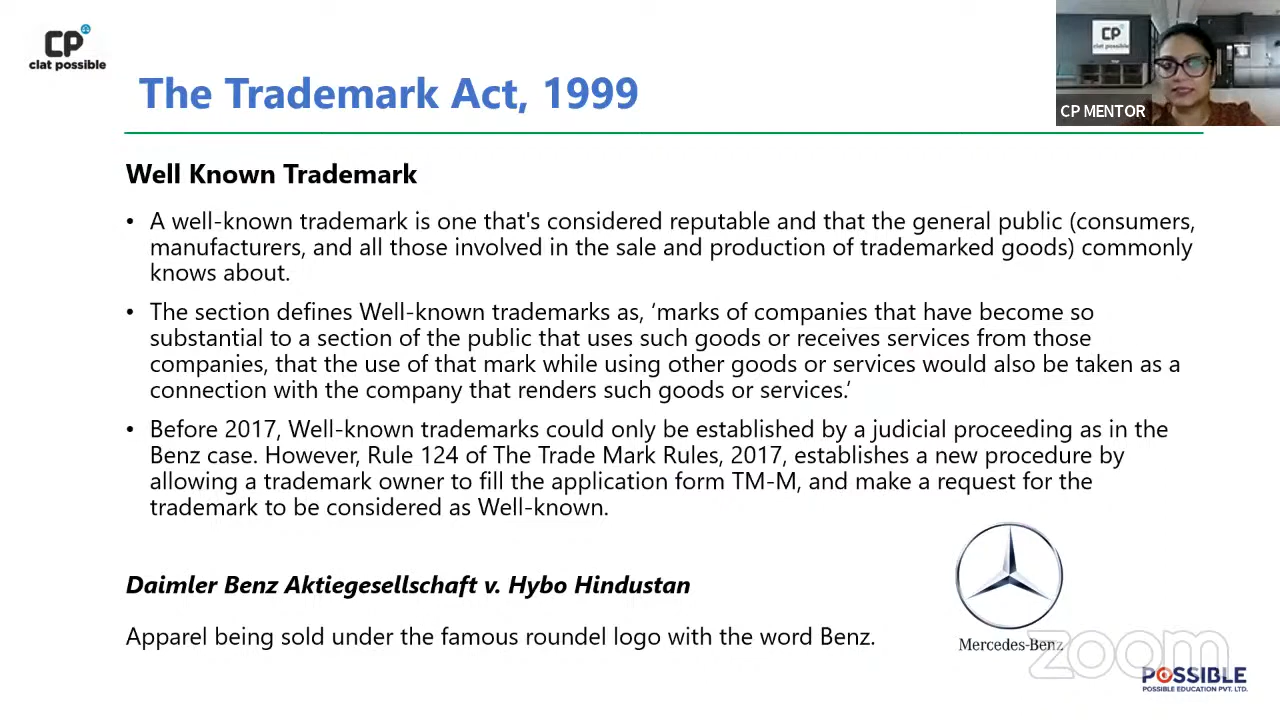 CP
clat possible
The Trademark Act, 1999
CP
clat possible
CP MENTOR
Well Known Trademark
• A well-known trademark is one that's considered reputable and that the general public (consumers,
manufacturers, and all those involved in the sale and production of trademarked goods) commonly
knows about.
• The section defines Well-known trademarks as, ‘marks of companies that have become so
substantial to a section of the public that uses such goods or receives services from those
companies, that the use of that mark while using other goods or services would also be taken as a
connection with the company that renders such goods or services.‘
• Before 2017, Well-known trademarks could only be established by a judicial proceeding as in the
Benz case. However, Rule 124 of The Trade Mark Rules, 2017, establishes a new procedure by
allowing a trademark owner to fill the application form TM-M, and make a request for the
trademark to be considered as Well-known.
Daimler Benz Aktiegesellschaft v. Hybo Hindustan
Apparel being sold under the famous roundel logo with the word Benz.
Mercedes-Benz
zoom
POSSIBLE
POSSIBLE EDUCATION PVT. LTD.